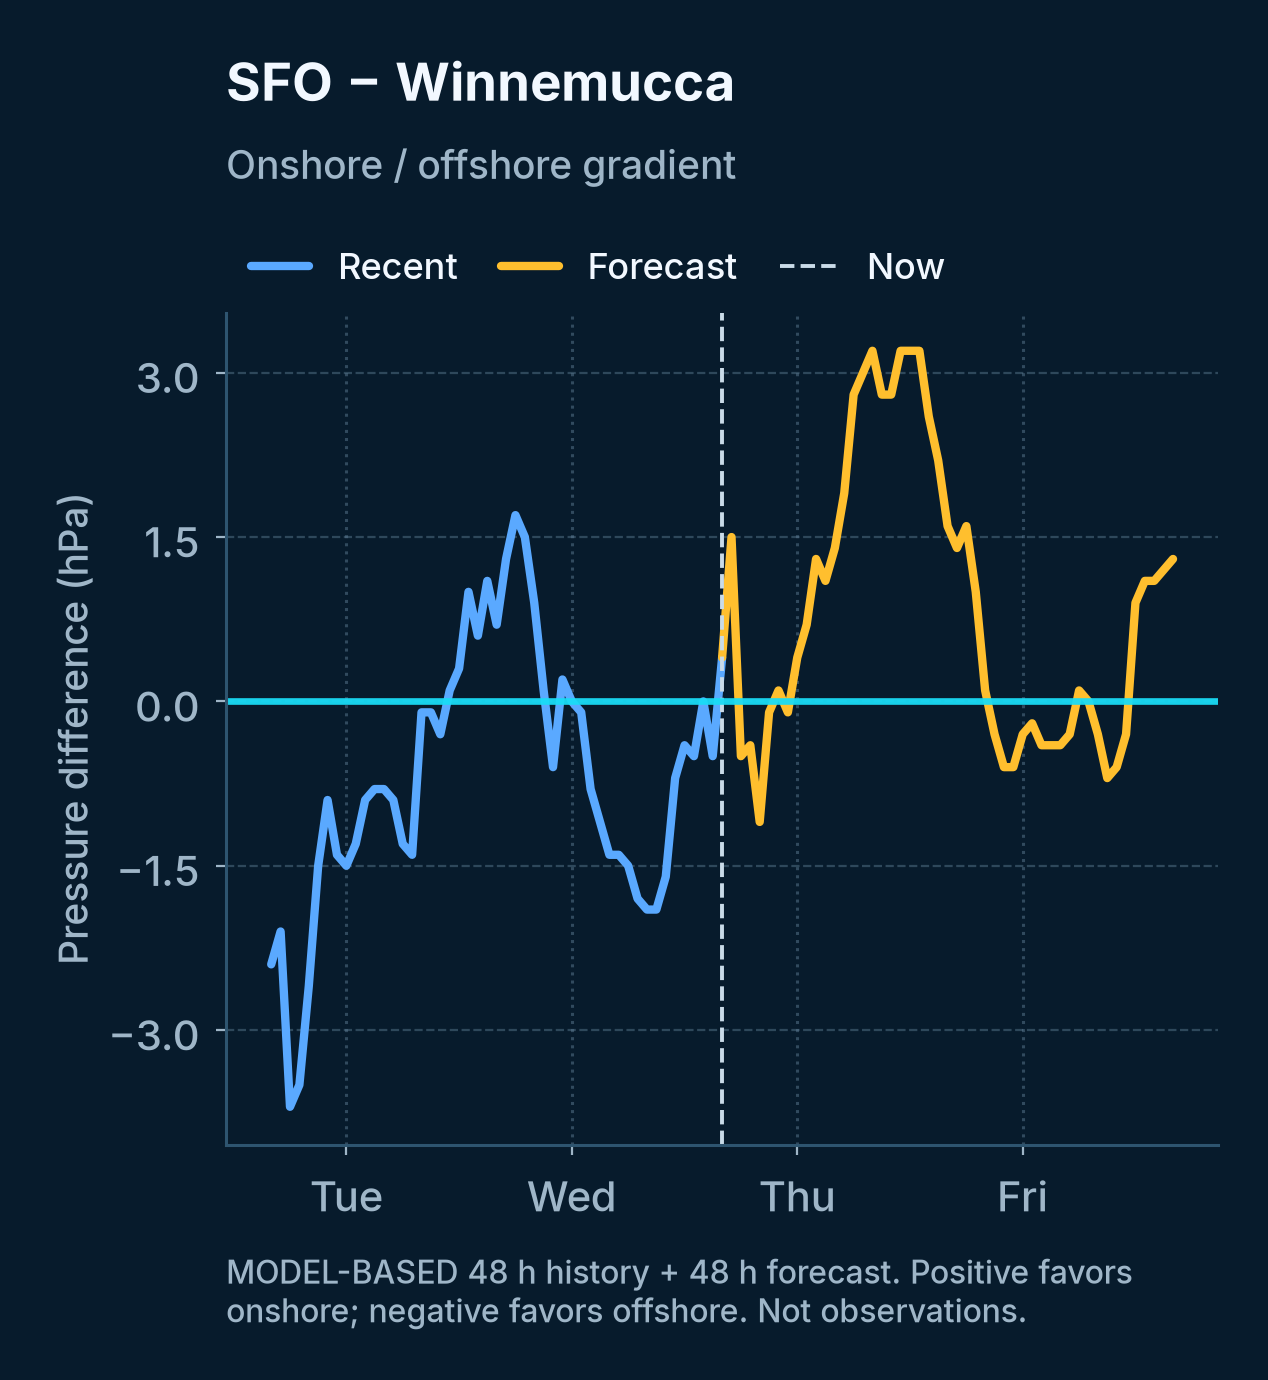 SFO − Winnemucca
Onshore / offshore gradient
Recent Forecast Now
Pressure difference (hPa)
3.0
1.5
0.0
−1.5
−3.0
Tue Wed Thu Fri
MODEL-BASED 48 h history + 48 h forecast. Positive favors
onshore; negative favors offshore. Not observations.